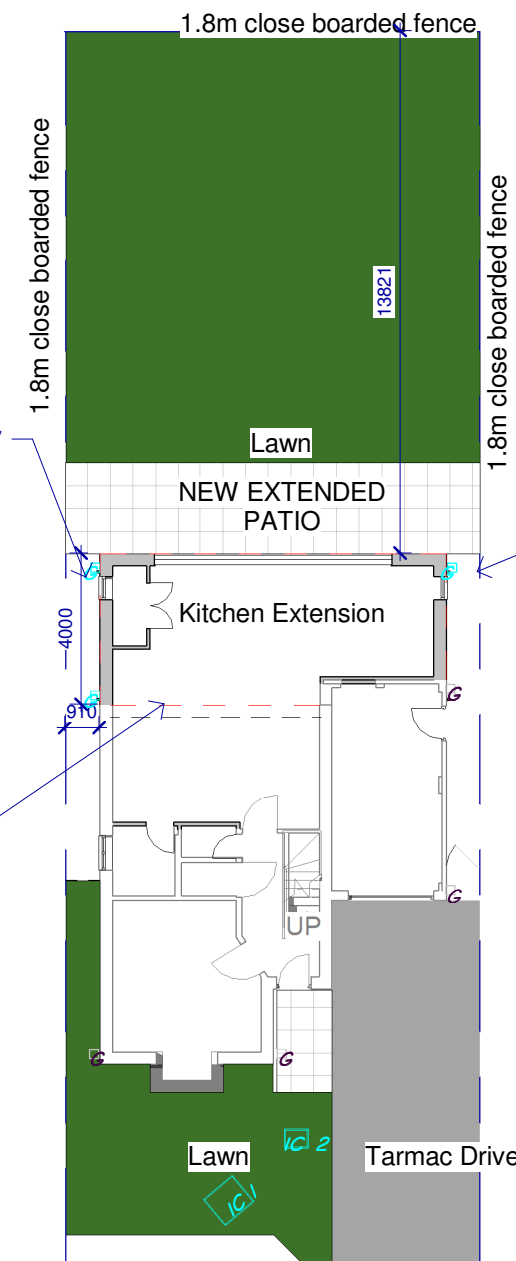 1.8m close boarded fence
1.8m close boarded fence
1.8m close boarded fence
13821
Lawn
NEW EXTENDED
PATIO
G
G
Kitchen Extension
4000
G
G
910
G
UP
G
G
IC 2
Lawn
Tarmac Drive
IC 1